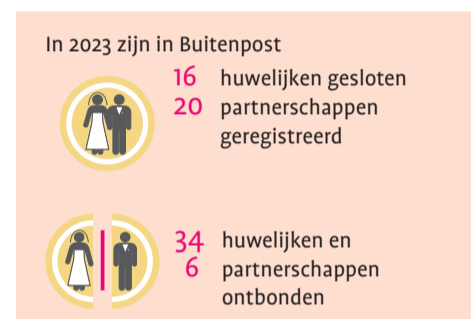 In 2023 zijn in Buitenpost
16 huwelijken gesloten
20 partnerschappen
geregistreerd
34 huwelijken en
6 partnerschappen
ontbonden